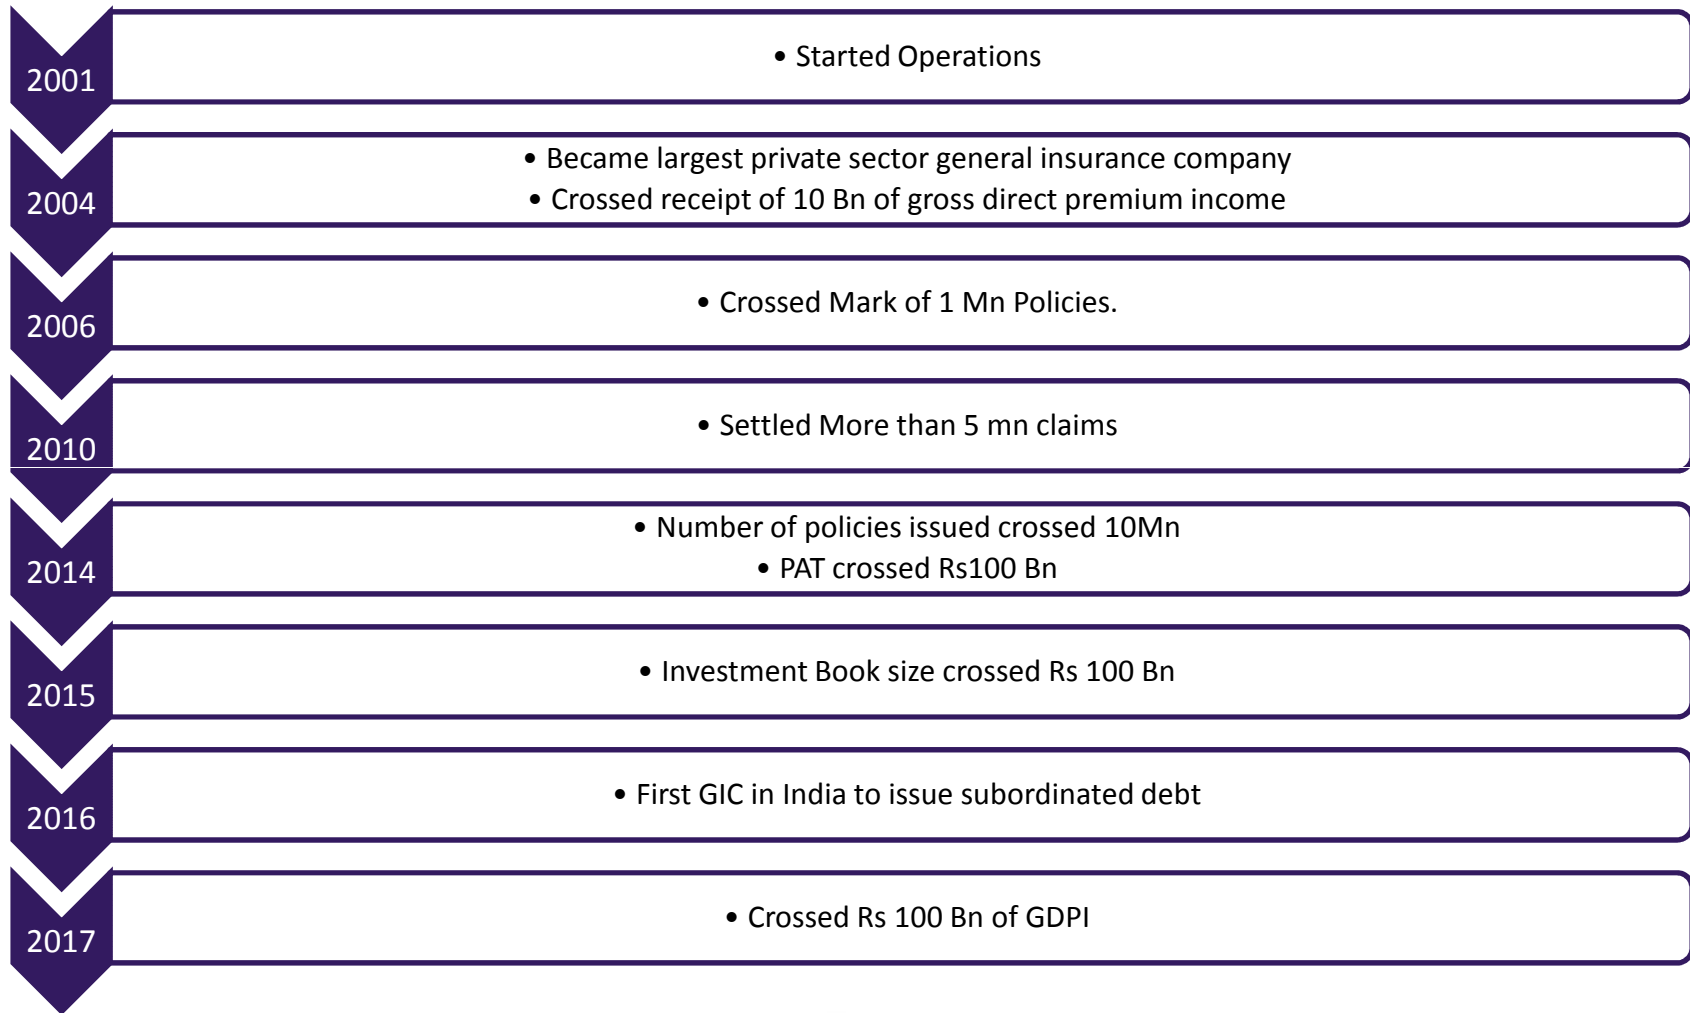 2001
• Started Operations
2004
• Became largest private sector general insurance company
• Crossed receipt of 10 Bn of gross direct premium income
2006
• Crossed Mark of 1 Mn Policies.
2010
• Settled More than 5 mn claims
2014
• Number of policies issued crossed 10Mn
• PAT crossed Rs100 Bn
2015
• Investment Book size crossed Rs 100 Bn
2016
• First GIC in India to issue subordinated debt
2017
• Crossed Rs 100 Bn of GDPI